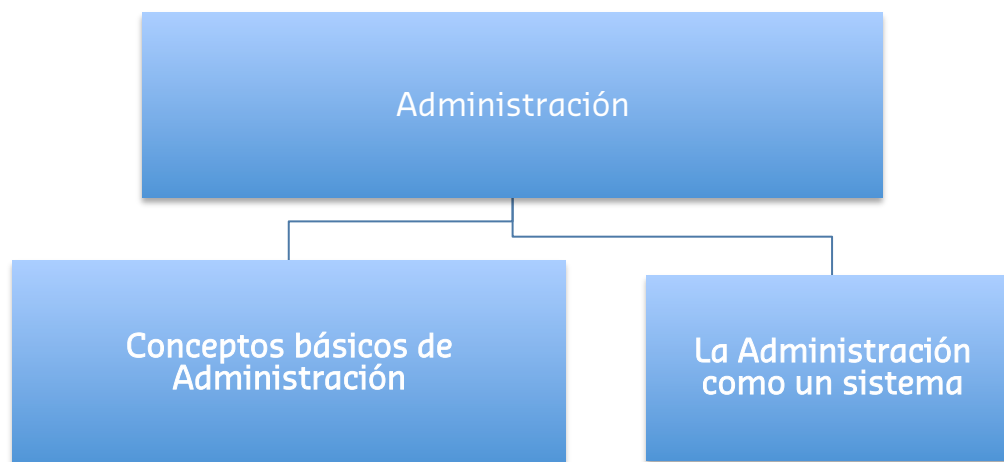 Administración
Conceptos básicos de
Administración
La Administración
como un sistema